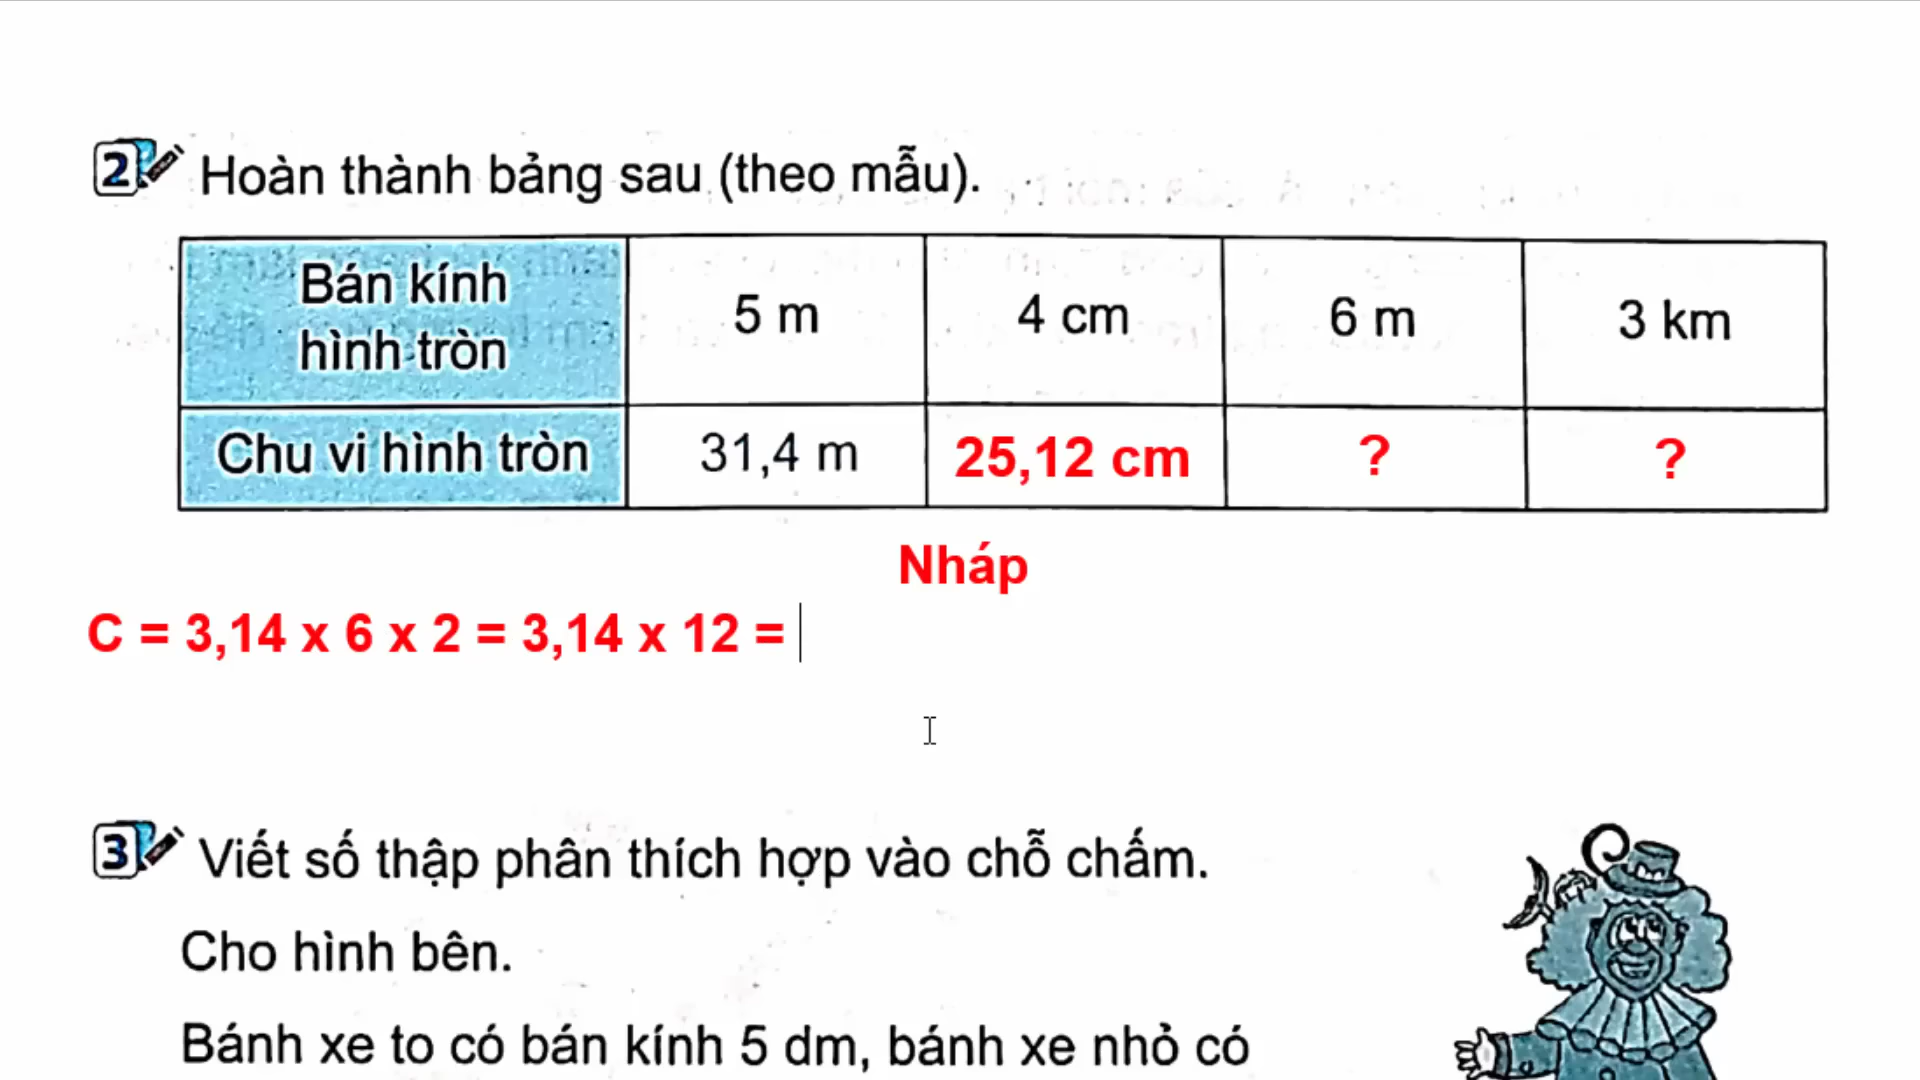 2 Hoàn thành bảng sau (theo mẫu).
Bán kính hình tròn 5 m 4 cm 6 m 3 km
Chu vi hình tròn 31,4 m 25,12 cm ? ?
Nháp
C = 3,14 x 6 x 2 = 3,14 x 12 =
3 Viết số thập phân thích hợp vào chỗ chấm.
Cho hình bên.
Bánh xe to có bán kính 5 dm, bánh xe nhỏ có